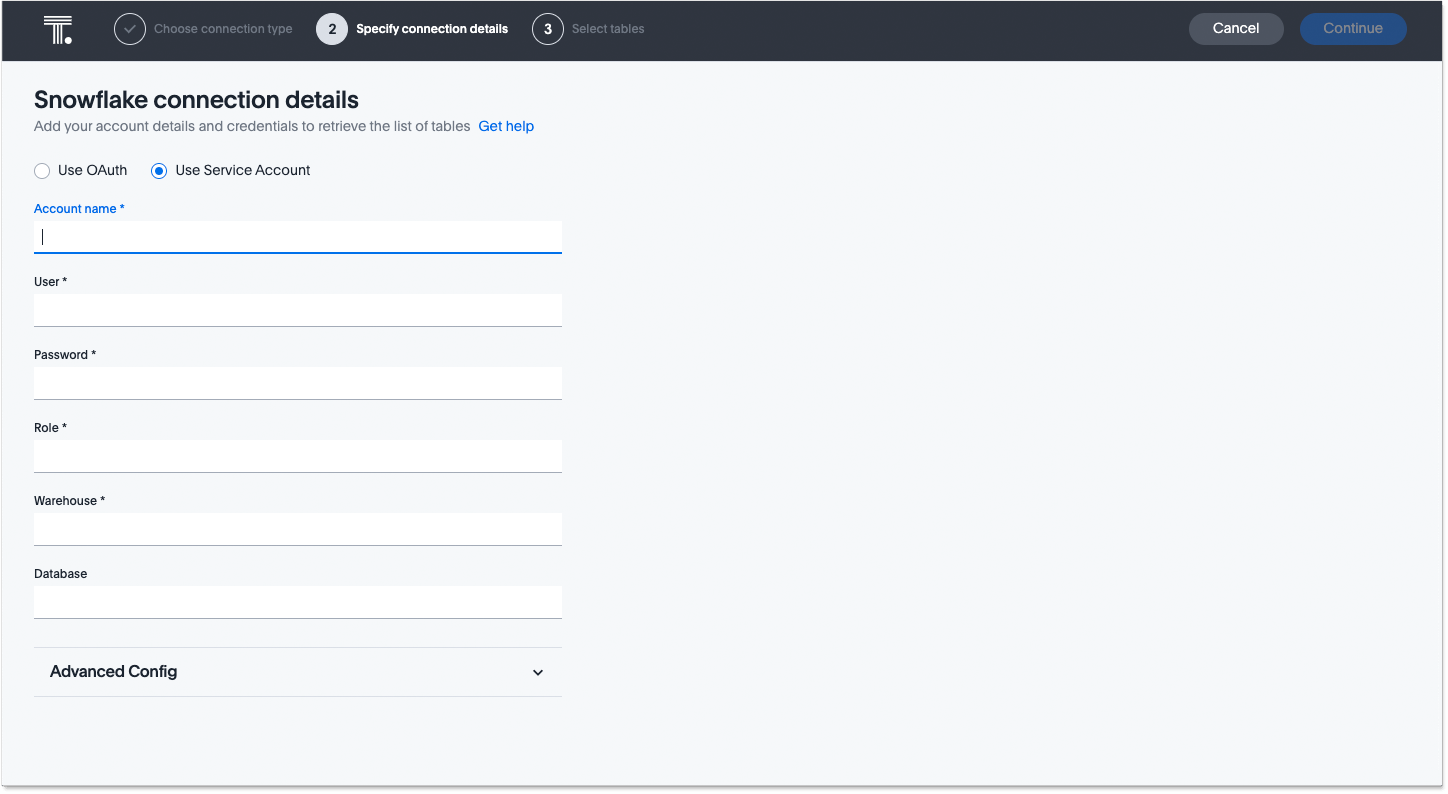 T. Choose connection type 2 Specify connection details 3 Select tables Cancel Continue
Snowflake connection details
Add your account details and credentials to retrieve the list of tables Get help
Use OAuth Use Service Account
Account name *
User *
Password *
Role *
Warehouse *
Database
Advanced Config